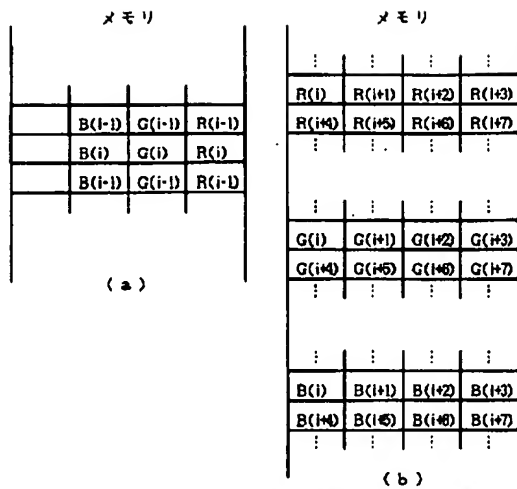 メモリ
B(i-1) G(i-1) R(i-1)
B(i) G(i) R(i)
B(i-1) G(i-1) R(i-1)
(a)
メモリ
R(i) R(i+1) R(i+2) R(i+3)
R(i+4) R(i+5) R(i+6) R(i+7)
G(i) G(i+1) G(i+2) G(i+3)
G(i+4) G(i+5) G(i+6) G(i+7)
B(i) B(i+1) B(i+2) B(i+3)
B(i+4) B(i+5) B(i+6) B(i+7)
(b)